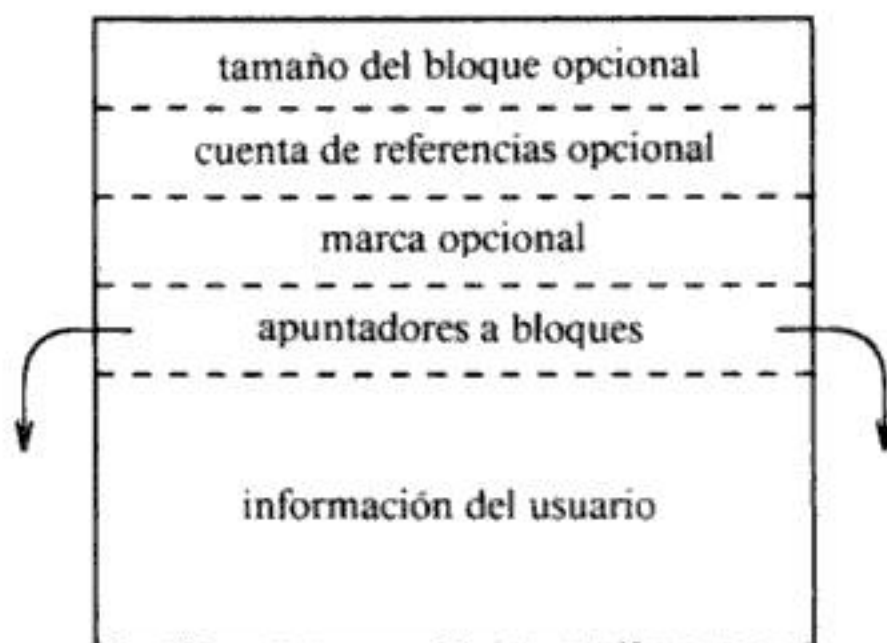 tamaño del bloque opcional
cuenta de referencias opcional
marca opcional
apuntadores a bloques
información del usuario